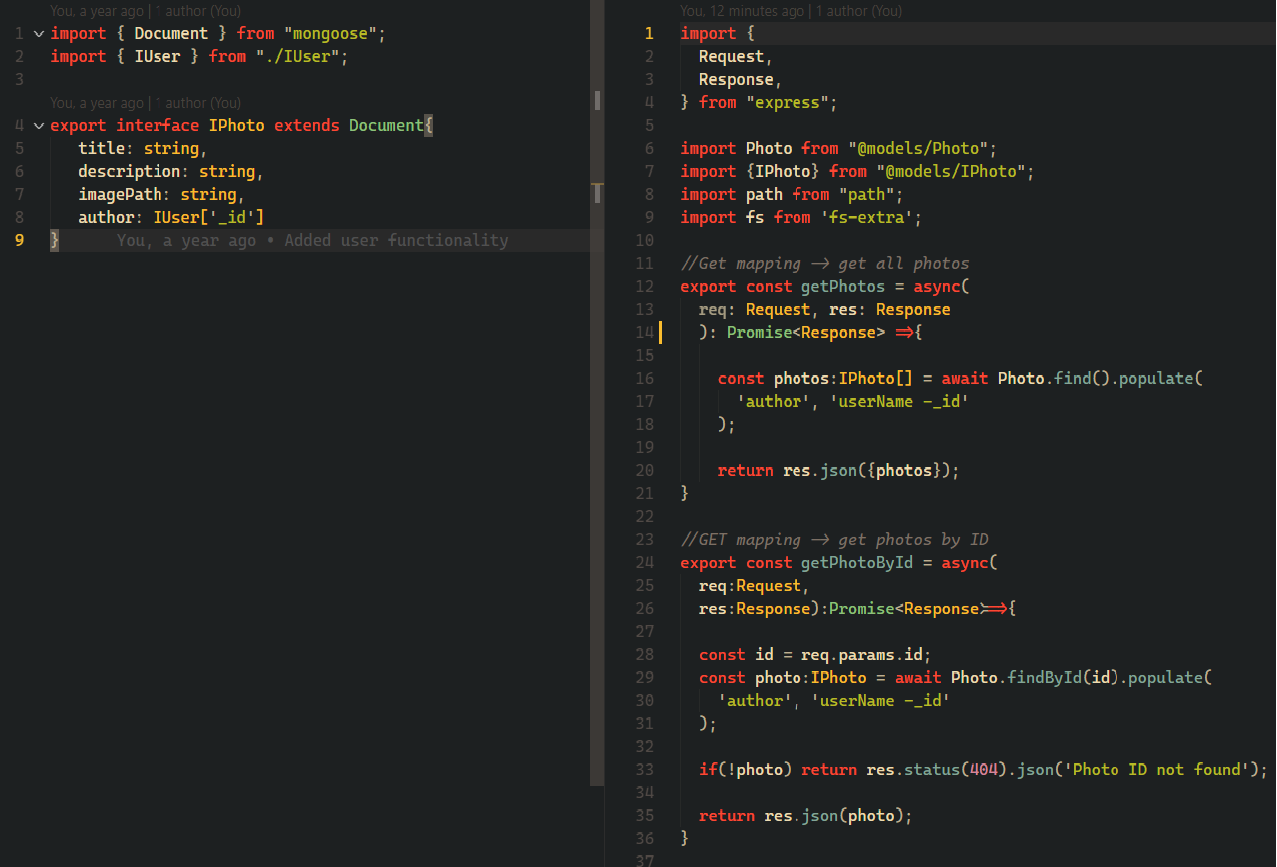 You, a year ago | 1 author (You)
1 import { Document } from "mongoose";
2 import { IUser } from "./IUser";
3
You, a year ago | 1 author (You)
4 export interface IPhoto extends Document{
5 title: string,
6 description: string,
7 imagePath: string,
8 author: IUser['_id']
9 } You, a year ago • Added user functionality
You, 12 minutes ago | 1 author (You)
1 import {
2 Request,
3 Response,
4 } from "express";
5
6 import Photo from "@models/Photo";
7 import {IPhoto} from "@models/IPhoto";
8 import path from "path";
9 import fs from 'fs-extra';
10
11 //Get mapping -> get all photos
12 export const getPhotos = async(
13 req: Request, res: Response
14 ): Promise<Response> =>{
15
16 const photos:IPhoto[] = await Photo.find().populate(
17 'author', 'userName -_id'
18 );
19
20 return res.json({photos});
21 }
22
23 //GET mapping -> get photos by ID
24 export const getPhotoById = async(
25 req:Request,
26 res:Response):Promise<Response>=>{
27
28 const id = req.params.id;
29 const photo:IPhoto = await Photo.findById(id).populate(
30 'author', 'userName -_id'
31 );
32
33 if(!photo) return res.status(404).json('Photo ID not found');
34
35 return res.json(photo);
36 }
37